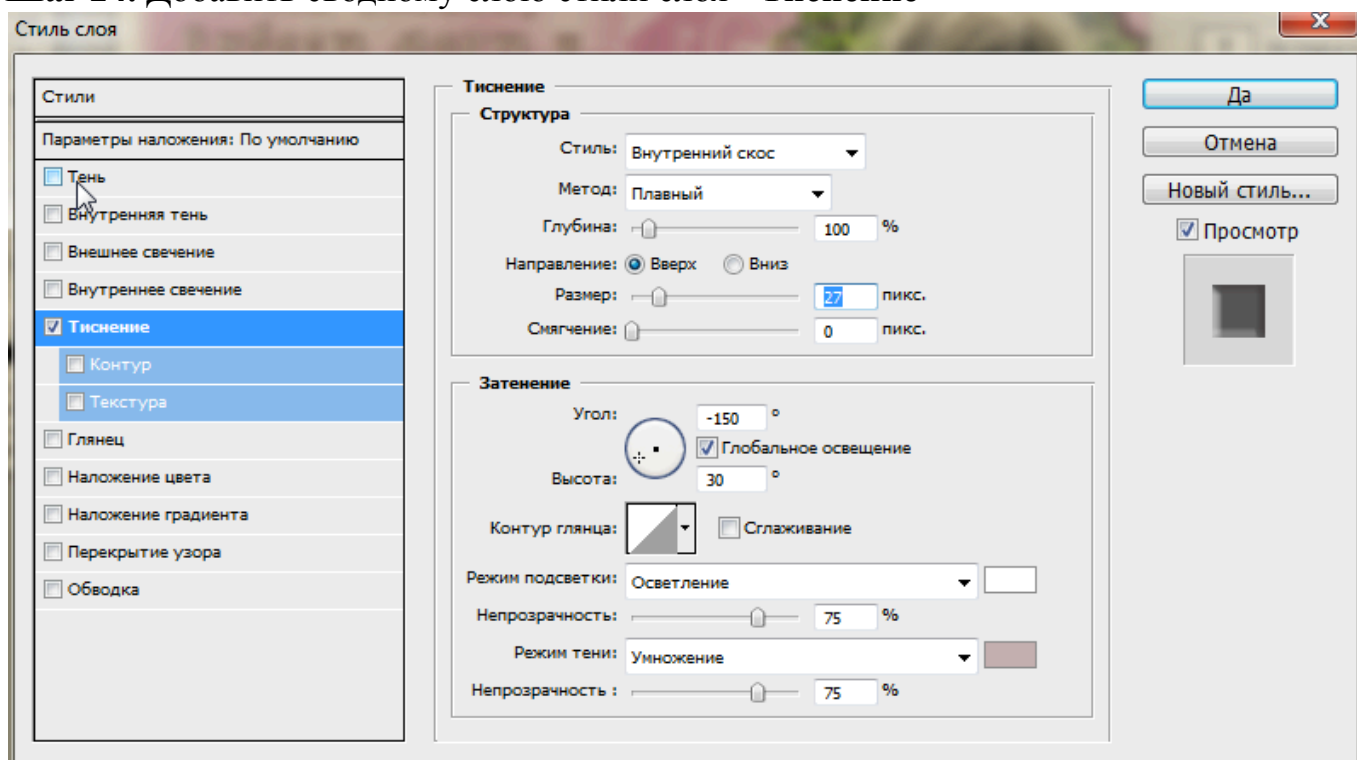 Стиль слоя
Стили
Параметры наложения: По умолчанию
Тень
Внутренняя тень
Внешнее свечение
Внутреннее свечение
Тиснение
Контур
Текстура
Глянец
Наложение цвета
Наложение градиента
Перекрытие узора
Обводка
Тиснение
Структура
Стиль: Внутренний скос
Метод: Плавный
Глубина: 100 %
Направление: Вверх Вниз
Размер: 27 пикс.
Смягчение: 0 пикс.
Затенение
Угол: -150 °
Глобальное освещение
Высота: 30 °
Контур глянца: Сглаживание
Режим подсветки: Осветление
Непрозрачность: 75 %
Режим тени: Умножение
Непрозрачность : 75 %
Да
Отмена
Новый стиль...
Просмотр